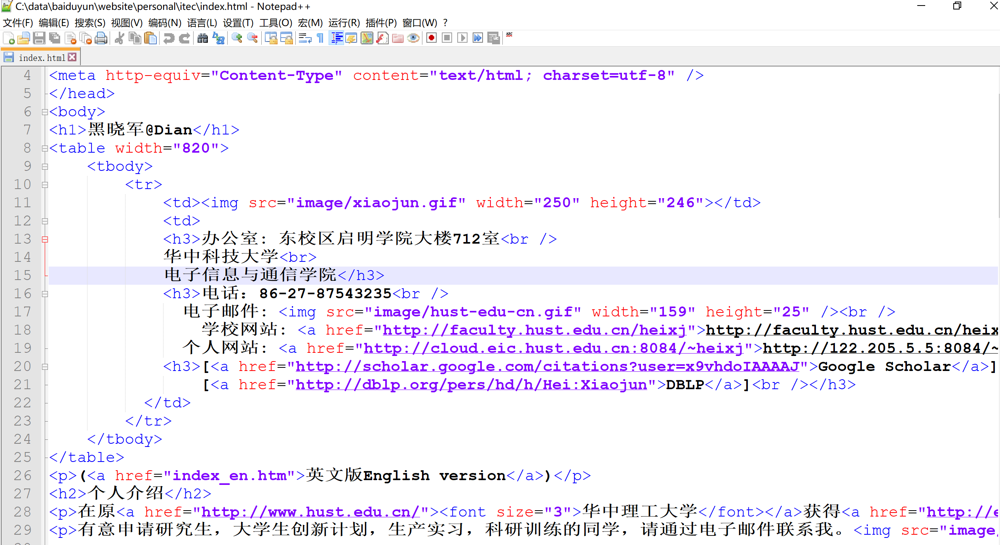 C:\data\baiduyun\website\personal\itec\index.html - Notepad++
文件(F) 编辑(E) 搜索(S) 视图(V) 编码(N) 语言(L) 设置(T) 工具(O) 宏(M) 运行(R) 插件(P) 窗口(W) ?
ABC
index.html
4 <meta http-equiv="Content-Type" content="text/html; charset=utf-8" />
5 </head>
6 <body>
7 <h1>黑晓军@Dian</h1>
8 <table width="820">
9 <tbody>
10 <tr>
11 <td><img src="image/xiaojun.gif" width="250" height="246"></td>
12 <td>
13 <h3>办公室：东校区启明学院大楼712室<br />
14 华中科技大学<br>
15 电子信息与通信学院</h3>
16 <h3>电话：86-27-87543235<br />
17 电子邮件：<img src="image/hust-edu-cn.gif" width="159" height="25" /><br />
18 学校网站：<a href="http://faculty.hust.edu.cn/heixj">http://faculty.hust.edu.cn/heix
19 个人网站：<a href="http://cloud.eic.hust.edu.cn:8084/~heixj">http://122.205.5.5:8084/~
20 <h3>[<a href="http://scholar.google.com/citations?user=x9vhdoIAAAAJ">Google Scholar</a>]
21 [<a href="http://dblp.org/pers/hd/h/Hei:Xiaojun">DBLP</a>]<br /></h3>
22 </td>
23 </tr>
24 </tbody>
25 </table>
26 <p>(<a href="index_en.htm">英文版English version</a>)</p>
27 <h2>个人介绍</h2>
28 <p>在原<a href="http://www.hust.edu.cn/"><font size="3">华中理工大学</font></a>获得<a href="http://e
29 <p>有意申请研究生，大学生创新计划，生产实习，科研训练的同学，请通过电子邮件联系我。<img src="image